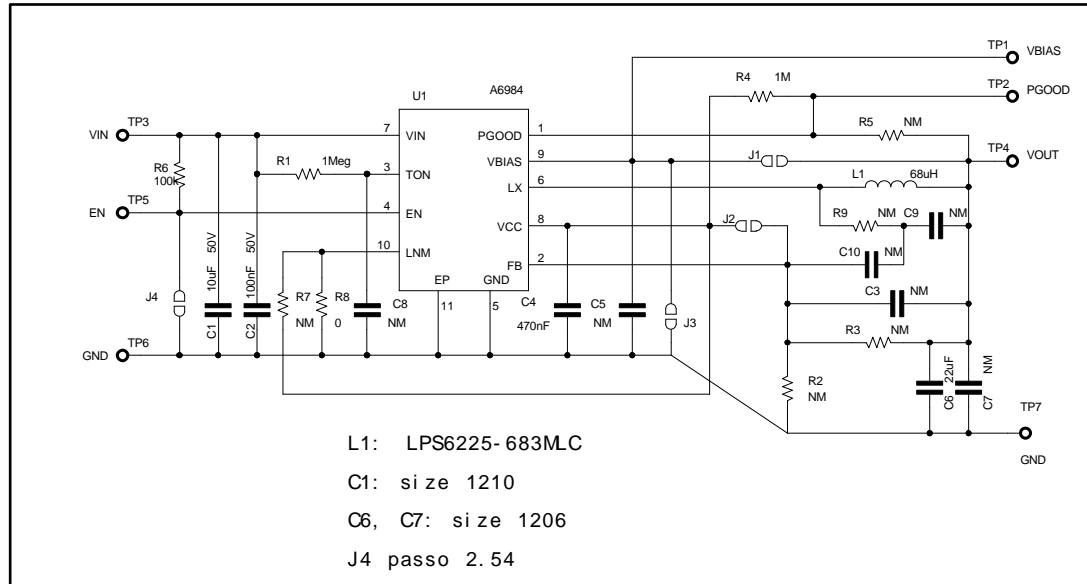 TP1
VBIAS
R4
1M
TP2
PGOOD
U1
A6984
VIN
TP3
7
VIN
PGOOD
1
R5
NM
R6
100k
R1
1Meg
3
TON
VBIAS
9
J1
TP4
VOUT
LX
6
L1
68uH
EN
TP5
4
EN
VCC
8
J2
R9
NM
C9
NM
10
LNM
FB
2
C10
NM
J4
10uF 50V
C1
100nF 50V
C2
R7
NM
R8
0
C8
NM
EP
11
GND
5
C4
470nF
C5
NM
J3
C3
NM
R3
NM
GND
TP6
R2
NM
22uF
C6
NM
C7
TP7
GND
L1: LPS6225-683MLC
C1: size 1210
C6, C7: size 1206
J4 passo 2.54